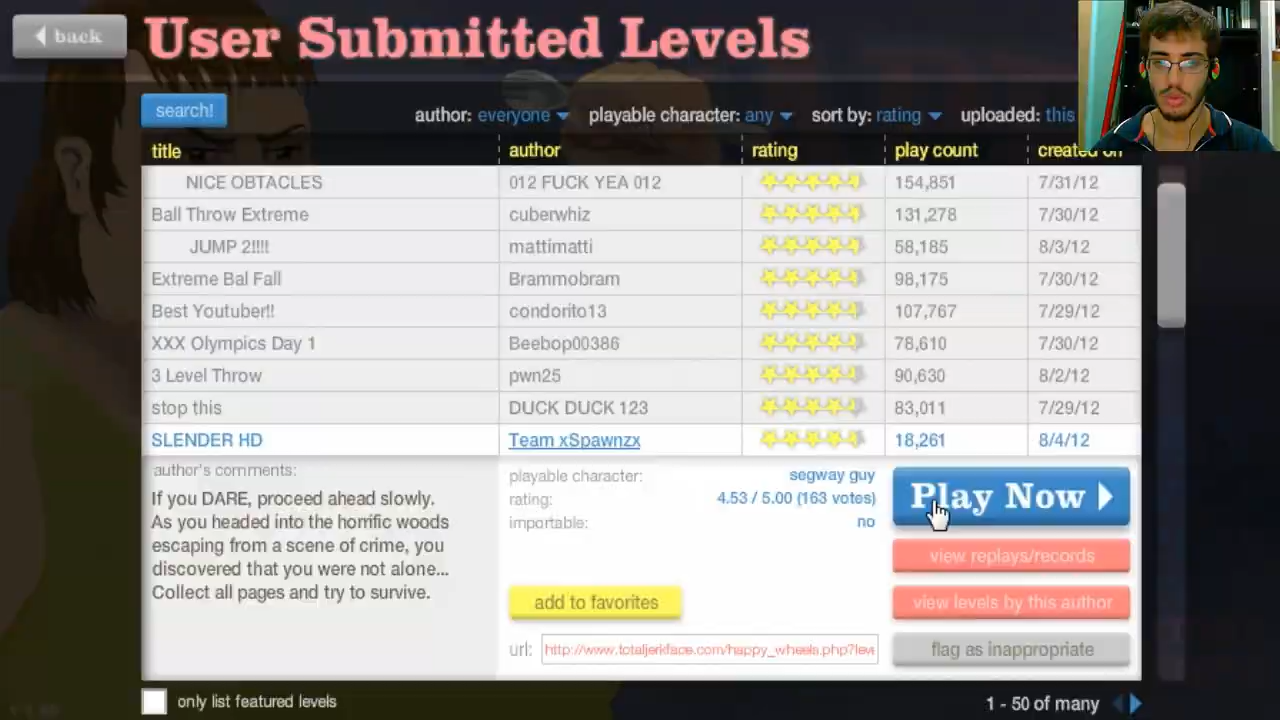 back
User Submitted Levels
search!
author: everyone playable character: any sort by: rating uploaded: this
title author rating play count created on
NICE OBTACLES 012 FUCK YEA 012 154,851 7/31/12
Ball Throw Extreme cuberwhiz 131,278 7/30/12
JUMP 2!!!! mattimatti 58,185 8/3/12
Extreme Bal Fall Brammobram 98,175 7/30/12
Best Youtuber!! condorito13 107,767 7/29/12
XXX Olympics Day 1 Beebop00386 78,610 7/30/12
3 Level Throw pwn25 90,630 8/2/12
stop this DUCK DUCK 123 83,011 7/29/12
SLENDER HD Team xSpawnzx 18,261 8/4/12
author's comments:
If you DARE, proceed ahead slowly.
As you headed into the horrific woods
escaping from a scene of crime, you
discovered that you were not alone...
Collect all pages and try to survive.
playable character: segway guy
rating: 4.53 / 5.00 (163 votes)
importable: no
add to favorites
url: http://www.totaljerkface.com/happy_wheels.php?leve
Play Now
view replays/records
view levels by this author
flag as inappropriate
only list featured levels
1 - 50 of many